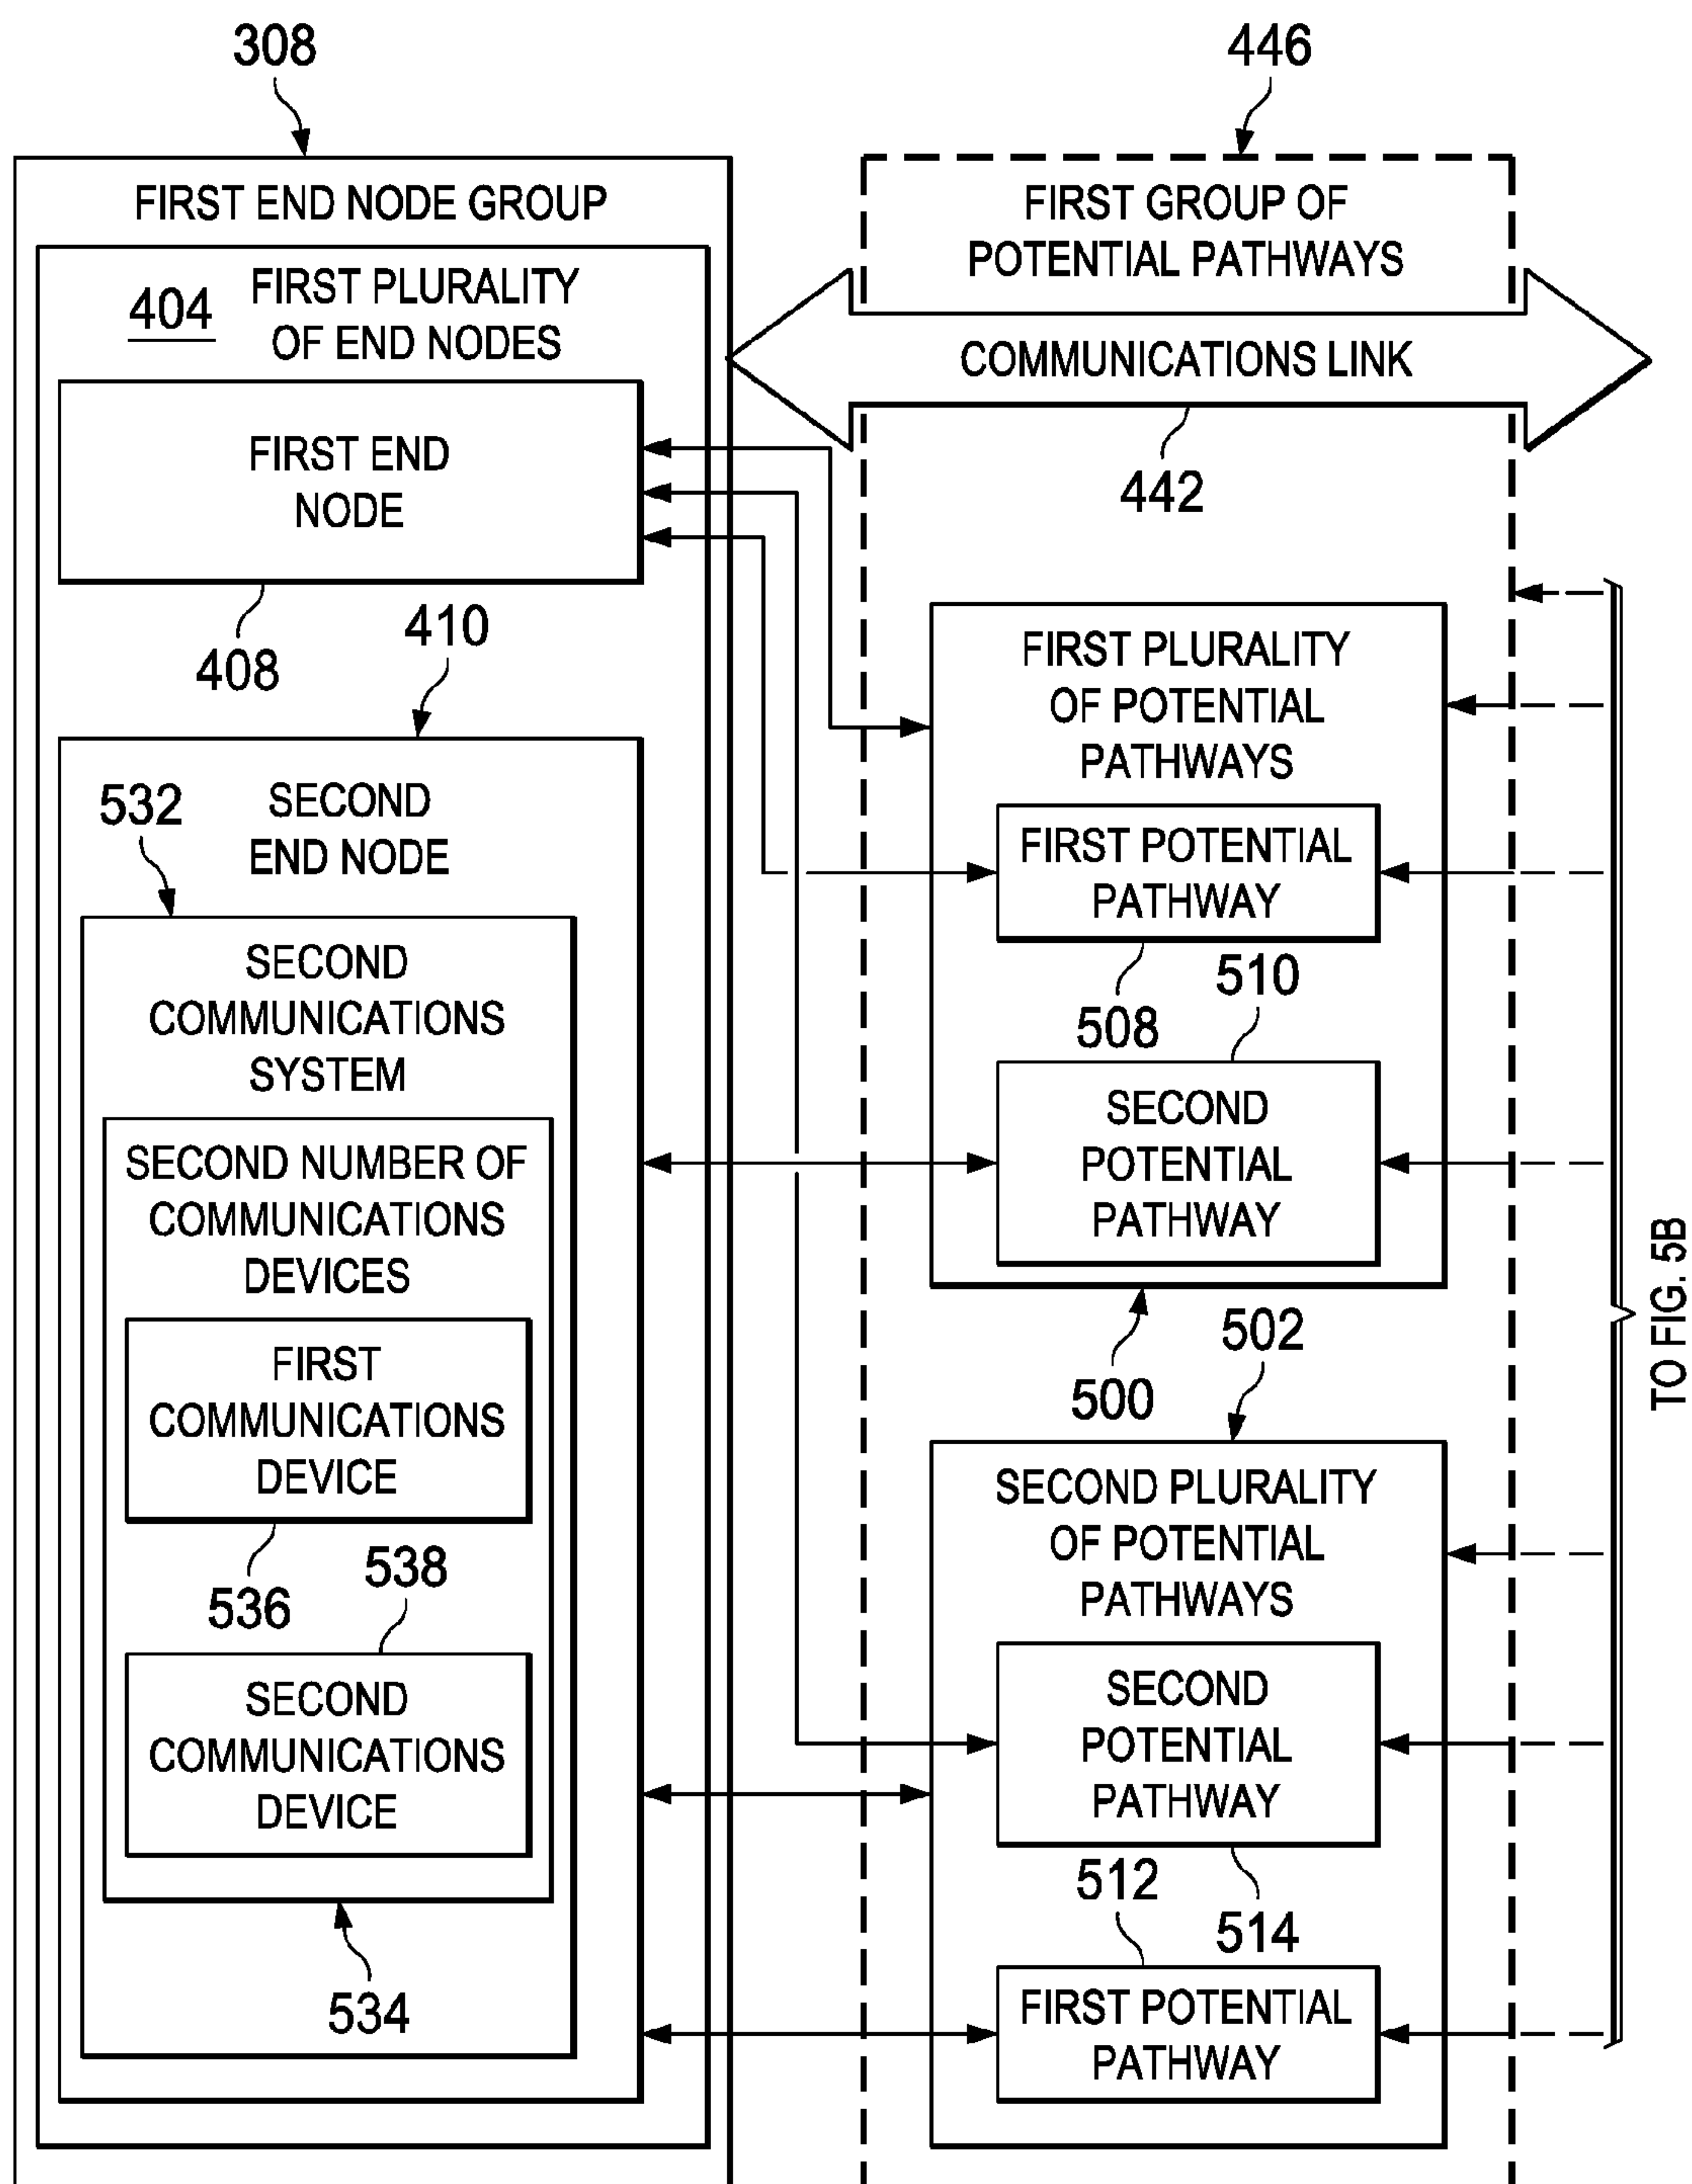 308
446
FIRST END NODE GROUP
404
FIRST PLURALITY
OF END NODES
FIRST END
NODE
408
410
SECOND
END NODE
532
SECOND
COMMUNICATIONS
SYSTEM
SECOND NUMBER OF
COMMUNICATIONS
DEVICES
FIRST
COMMUNICATIONS
DEVICE
536
538
SECOND
COMMUNICATIONS
DEVICE
534
FIRST GROUP OF
POTENTIAL PATHWAYS
COMMUNICATIONS LINK
442
FIRST PLURALITY
OF POTENTIAL
PATHWAYS
FIRST POTENTIAL
PATHWAY
508
510
SECOND
POTENTIAL
PATHWAY
500
502
SECOND PLURALITY
OF POTENTIAL
PATHWAYS
SECOND
POTENTIAL
PATHWAY
512
514
FIRST POTENTIAL
PATHWAY
TO FIG. 5B